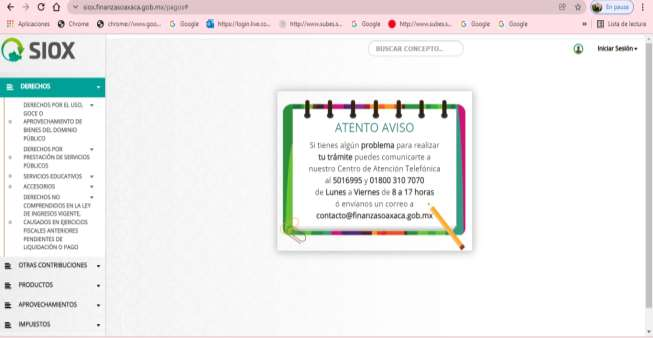 siox.finanzasoaxaca.gob.mx/pagos#
En pausa
Aplicaciones
Chrome
chrome://www.goo...
Google
https://login.live.co...
http://www.subes.s...
Google
http://www.subes.s...
Google
Google
»
Lista de lectura
SIOX
BUSCAR CONCEPTO...
Iniciar Sesión
DERECHOS
DERECHOS POR EL USO,
GOCE O
APROVECHAMIENTO DE
BIENES DEL DOMINIO
PÚBLICO
DERECHOS POR
PRESTACIÓN DE SERVICIOS
PÚBLICOS
SERVICIOS EDUCATIVOS
ACCESORIOS
DERECHOS NO
COMPRENDIDOS EN LA LEY
DE INGRESOS VIGENTE,
CAUSADOS EN EJERCICIOS
FISCALES ANTERIORES
PENDIENTES DE
LIQUIDACIÓN O PAGO
OTRAS CONTRIBUCIONES
PRODUCTOS
APROVECHAMIENTOS
IMPUESTOS
ATENTO AVISO
Si tienes algún problema para realizar
tu trámite puedes comunicarte a
nuestro Centro de Atención Telefónica
al 5016995 y 01800 310 7070
de Lunes a Viernes de 8 a 17 horas
ó envíanos un correo a
contacto@finanzasoaxaca.gob.mx